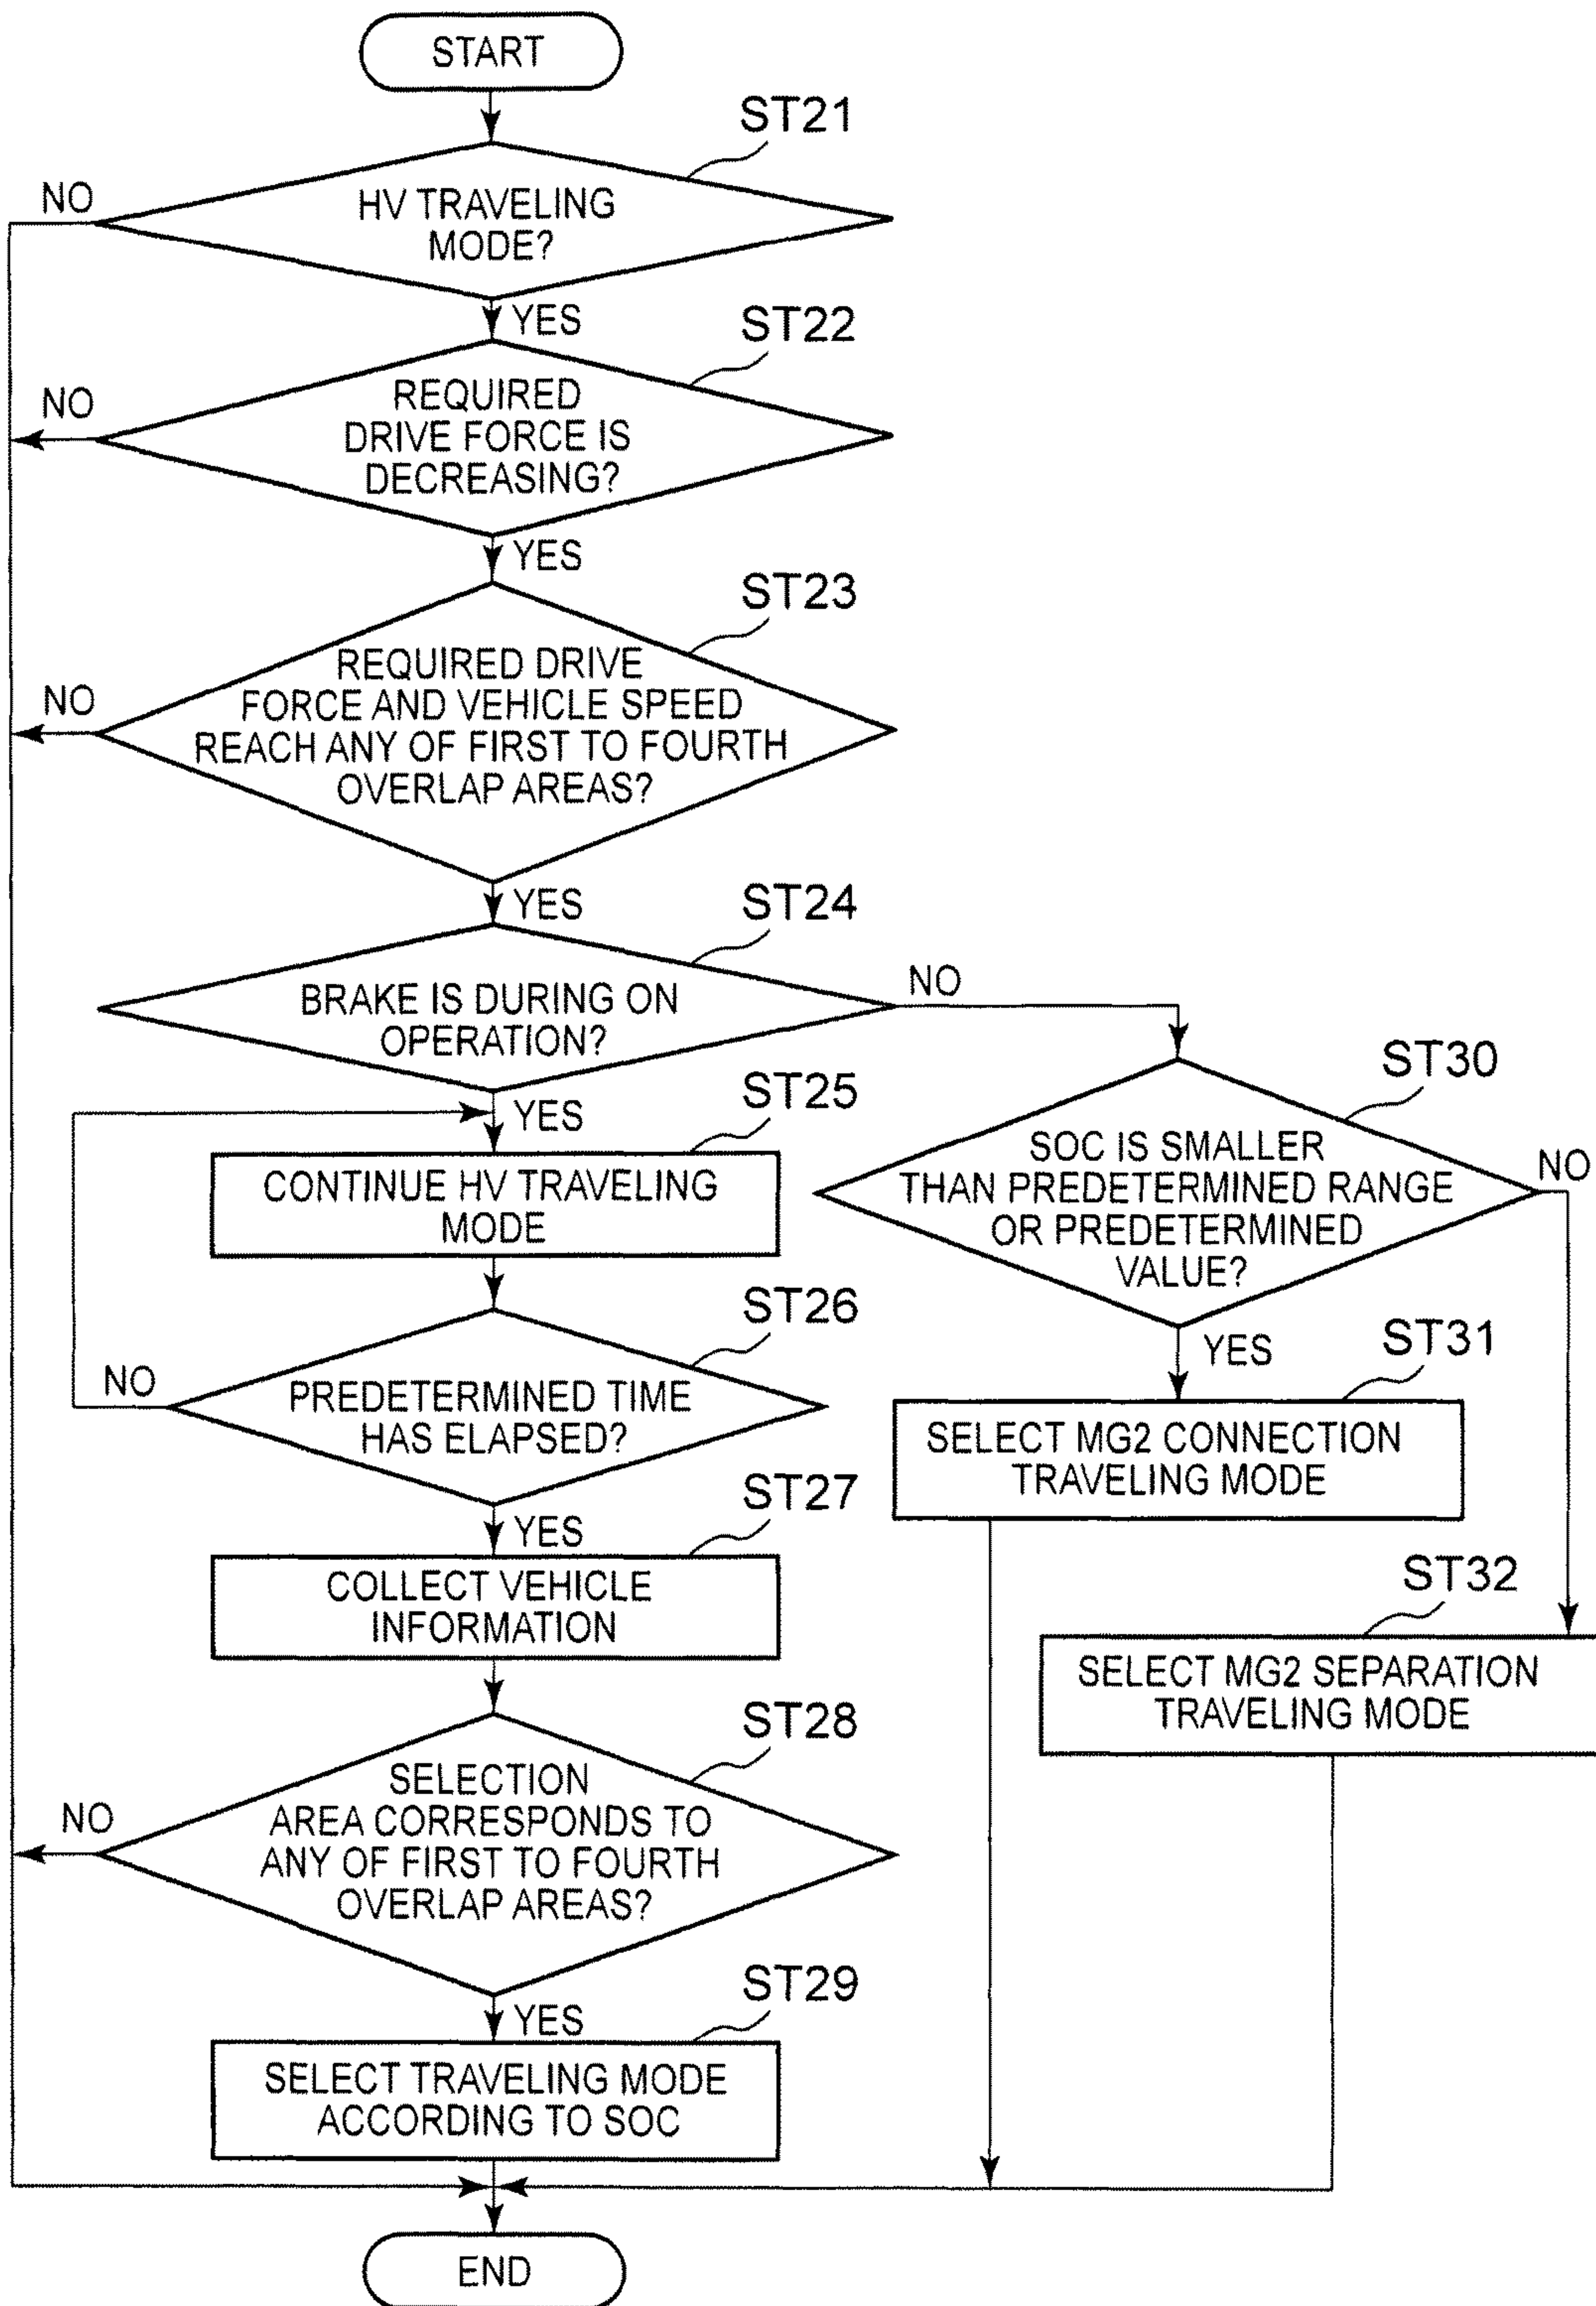 START
ST21
NO
HV TRAVELING
MODE?
YES
ST22
NO
REQUIRED
DRIVE FORCE IS
DECREASING?
YES
ST23
NO
REQUIRED DRIVE
FORCE AND VEHICLE SPEED
REACH ANY OF FIRST TO FOURTH
OVERLAP AREAS?
YES
ST24
NO
BRAKE IS DURING ON
OPERATION?
YES
ST25
CONTINUE HV TRAVELING
MODE
ST26
NO
PREDETERMINED TIME
HAS ELAPSED?
YES
ST27
COLLECT VEHICLE
INFORMATION
ST28
NO
SELECTION
AREA CORRESPONDS TO
ANY OF FIRST TO FOURTH
OVERLAP AREAS?
YES
ST29
SELECT TRAVELING MODE
ACCORDING TO SOC
ST30
SOC IS SMALLER
THAN PREDETERMINED RANGE
OR PREDETERMINED
VALUE?
NO
YES
ST31
SELECT MG2 CONNECTION
TRAVELING MODE
ST32
SELECT MG2 SEPARATION
TRAVELING MODE
END